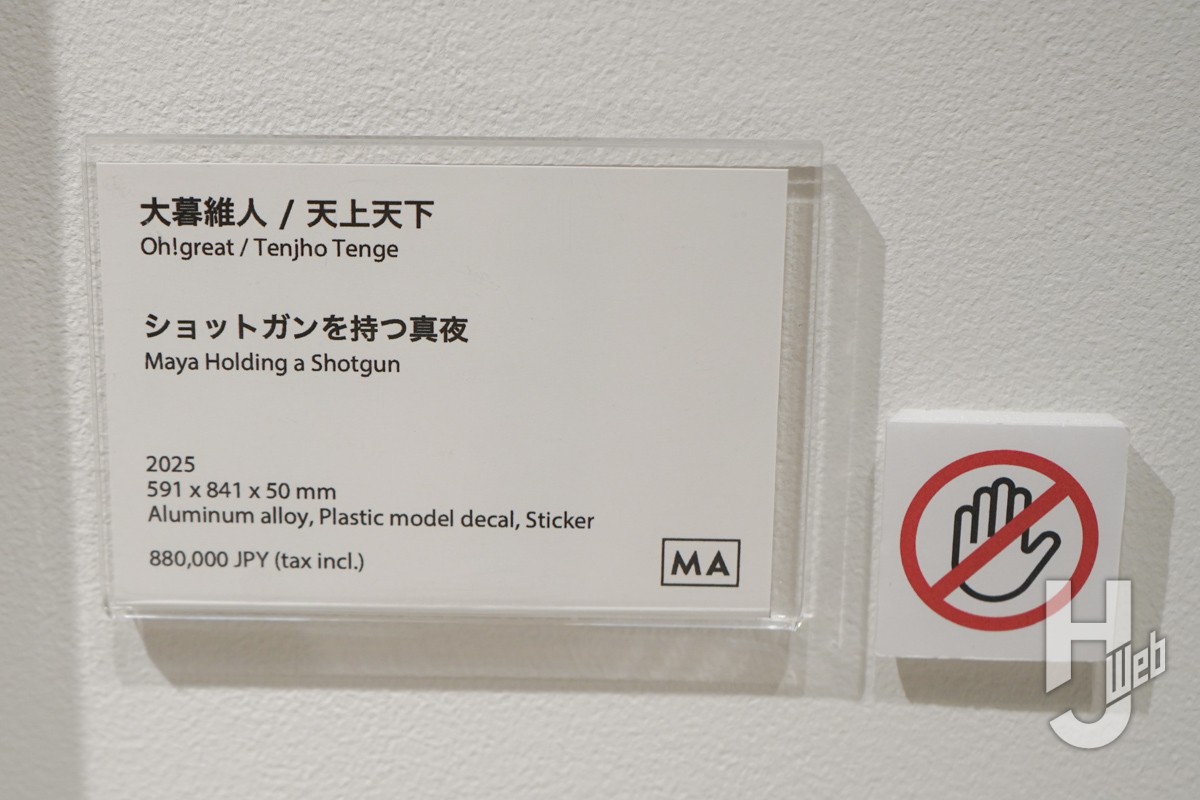 大暮維人 / 天上天下
Oh!great / Tenjho Tenge
ショットガンを持つ真夜
Maya Holding a Shotgun
2025
591 x 841 x 50 mm
Aluminum alloy, Plastic model decal, Sticker
880,000 JPY (tax incl.)
MA
HJ Web